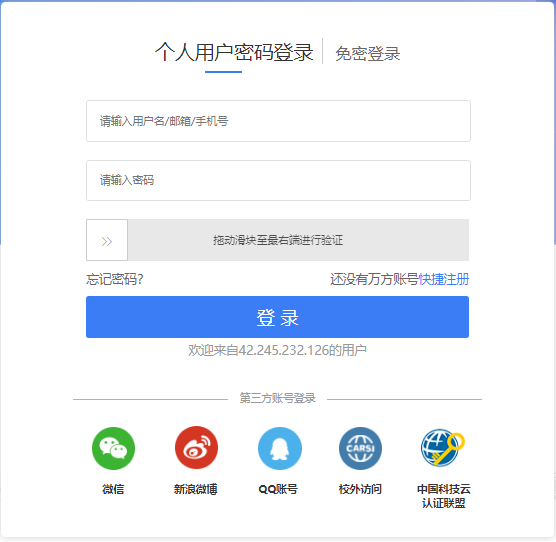 个人用户密码登录 免密登录
请输入用户名/邮箱/手机号
请输入密码
拖动滑块至最右端进行验证
忘记密码? 还没有万方账号快捷注册
登 录
欢迎来自42.245.232.126的用户
第三方账号登录
CARSI
微信 新浪微博 QQ账号 校外访问 中国科技云
认证联盟